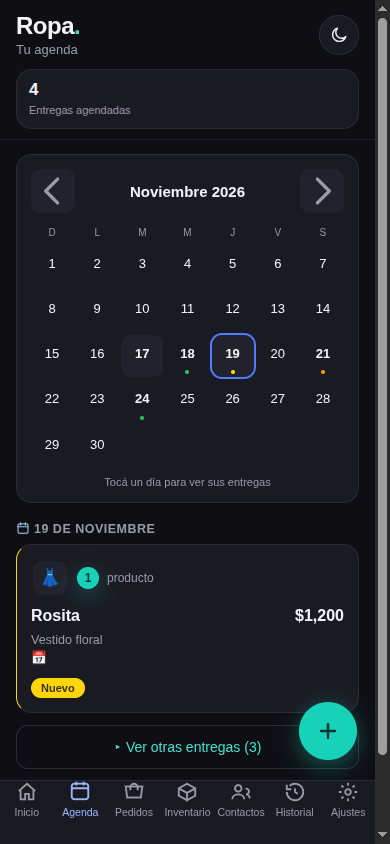 Ropa.
Tu agenda
4
Entregas agendadas
Noviembre 2026
D L M M J V S
1 2 3 4 5 6 7
8 9 10 11 12 13 14
15 16 17 18 19 20 21
22 23 24 25 26 27 28
29 30
Tocá un día para ver sus entregas
19 DE NOVIEMBRE
1 producto
Rosita $1,200
Vestido floral
Nuevo
‣ Ver otras entregas (3)
+
Inicio Agenda Pedidos Inventario Contactos Historial Ajustes